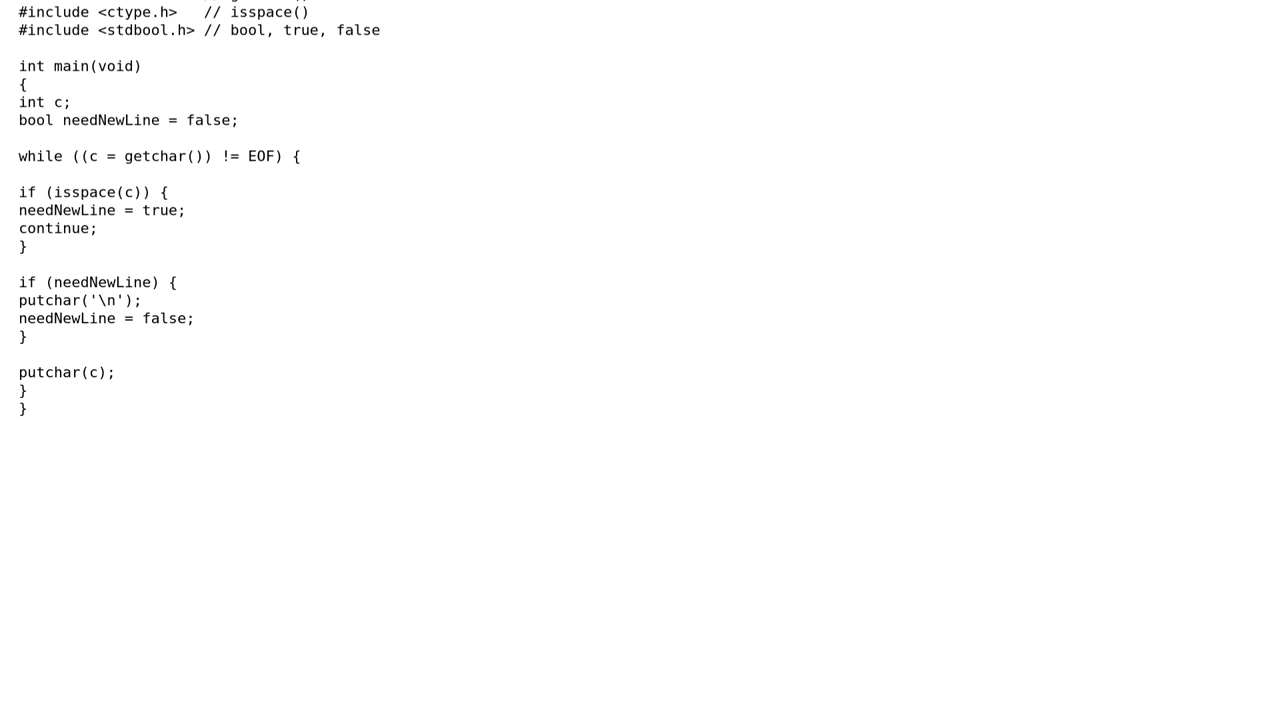 #include <ctype.h>   // isspace()
#include <stdbool.h> // bool, true, false

int main(void)
{
int c;
bool needNewLine = false;

while ((c = getchar()) != EOF) {

if (isspace(c)) {
needNewLine = true;
continue;
}

if (needNewLine) {
putchar('\n');
needNewLine = false;
}

putchar(c);
}
}